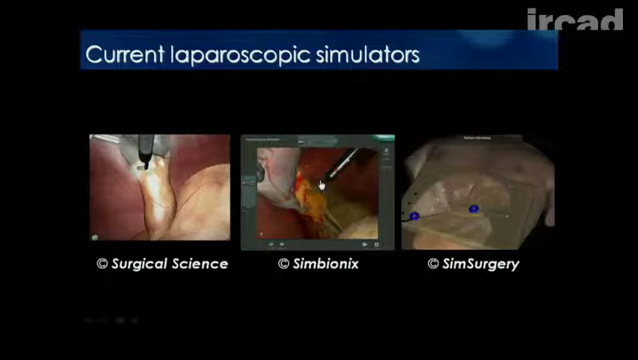 ircad
Current laparoscopic simulators
© Surgical Science
© Simbionix
© SimSurgery